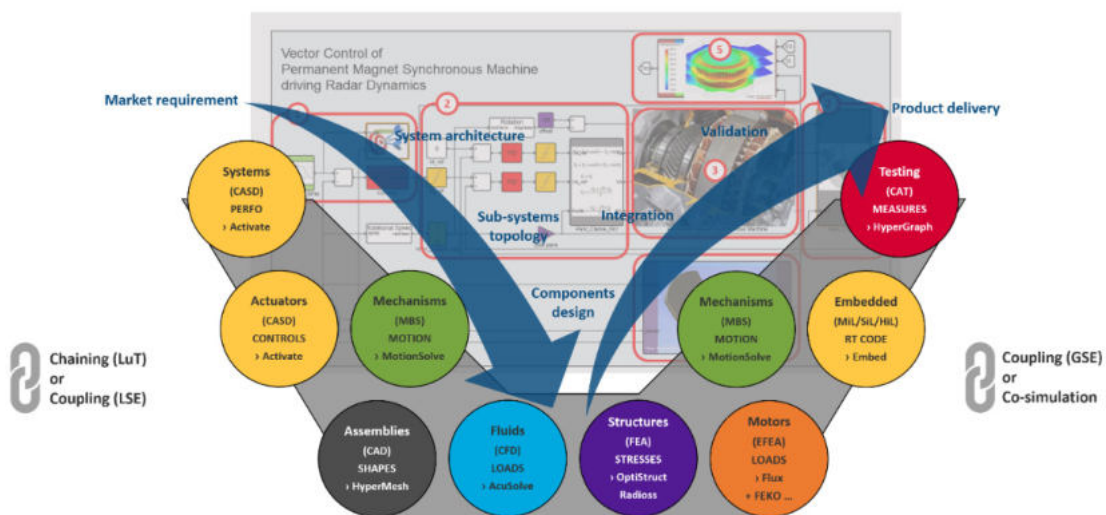 Vector Control of
Permanent Magnet Synchronous Machine
driving Radar Dynamics
5
Market requirement
Product delivery
2
System architecture
Validation
3
Systems
(CASD)
PERFO
› Activate
Testing
(CAT)
MEASURES
› HyperGraph
Sub-systems
topology
Integration
Components
design
Actuators
(CASD)
CONTROLS
› Activate
Mechanisms
(MBS)
MOTION
› MotionSolve
Mechanisms
(MBS)
MOTION
› MotionSolve
Embedded
(MiL/SiL/HiL)
RT CODE
› Embed
Chaining (LuT)
or
Coupling (LSE)
Coupling (GSE)
or
Co-simulation
Assemblies
(CAD)
SHAPES
› HyperMesh
Fluids
(CFD)
LOADS
› AcuSolve
Structures
(FEA)
STRESSES
› OptiStruct
Radioss
Motors
(EFEA)
LOADS
› Flux
+ FEKO ...